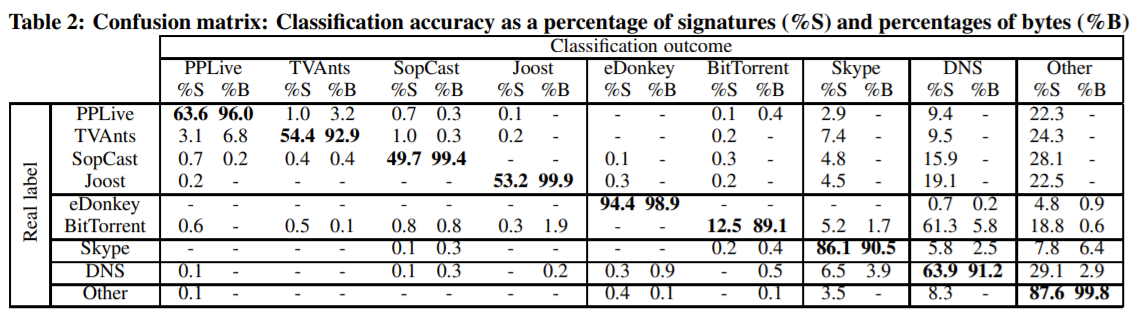 Table 2: Confusion matrix: Classification accuracy as a percentage of signatures (%S) and percentages of bytes (%B)
Classification outcome
PPLive TVAnts SopCast Joost eDonkey BitTorrent Skype DNS Other
%S %B %S %B %S %B %S %B %S %B %S %B %S %B %S %B %S %B
Real label
PPLive 63.6 96.0 1.0 3.2 0.7 0.3 0.1 - 0.1 0.4 2.9 - 9.4 - 22.3 -
TVAnts 3.1 6.8 54.4 92.9 1.0 0.3 0.2 - 0.2 - 7.4 - 9.5 - 24.3 -
SopCast 0.7 0.2 0.4 0.4 49.7 99.4 - - 0.1 - 0.3 - 4.8 - 15.9 - 28.1 -
Joost 0.2 - - - - - 53.2 99.9 0.3 - 0.2 - 4.5 - 19.1 - 22.5 -
eDonkey - - - - - - - - 94.4 98.9 - - - - 0.7 0.2 4.8 0.9
BitTorrent 0.6 - 0.5 0.1 0.8 0.8 0.3 1.9 - - 12.5 89.1 5.2 1.7 61.3 5.8 18.8 0.6
Skype - - - - 0.1 0.3 - - - - 0.2 0.4 86.1 90.5 5.8 2.5 7.8 6.4
DNS 0.1 - - - 0.1 0.3 - 0.2 0.3 0.9 - 0.5 6.5 3.9 63.9 91.2 29.1 2.9
Other 0.1 - - - - - - - 0.4 0.1 - 0.1 3.5 - 8.3 - 87.6 99.8